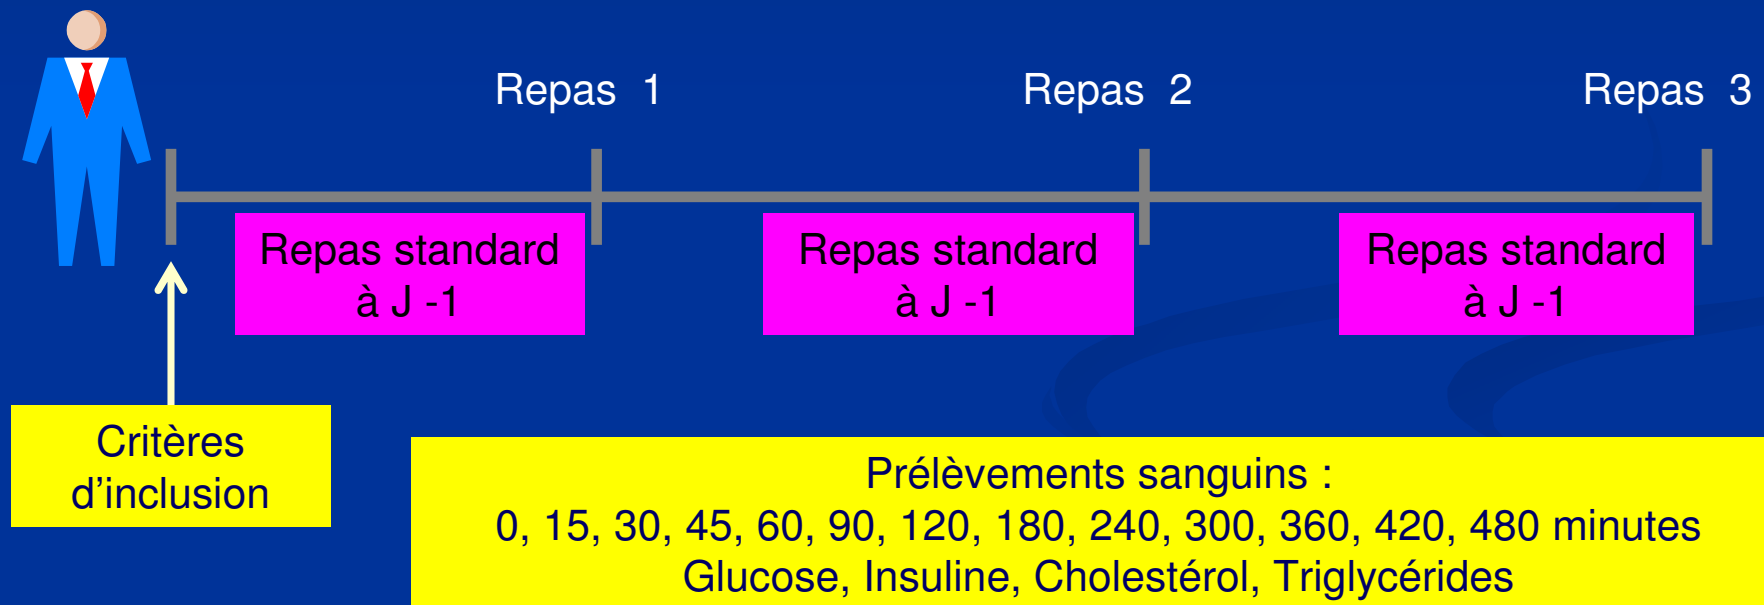 Repas 1
Repas 2
Repas 3
Repas standard
à J -1
Repas standard
à J -1
Repas standard
à J -1
Critères
d’inclusion
Prélèvements sanguins :
0, 15, 30, 45, 60, 90, 120, 180, 240, 300, 360, 420, 480 minutes
Glucose, Insuline, Cholestérol, Triglycérides